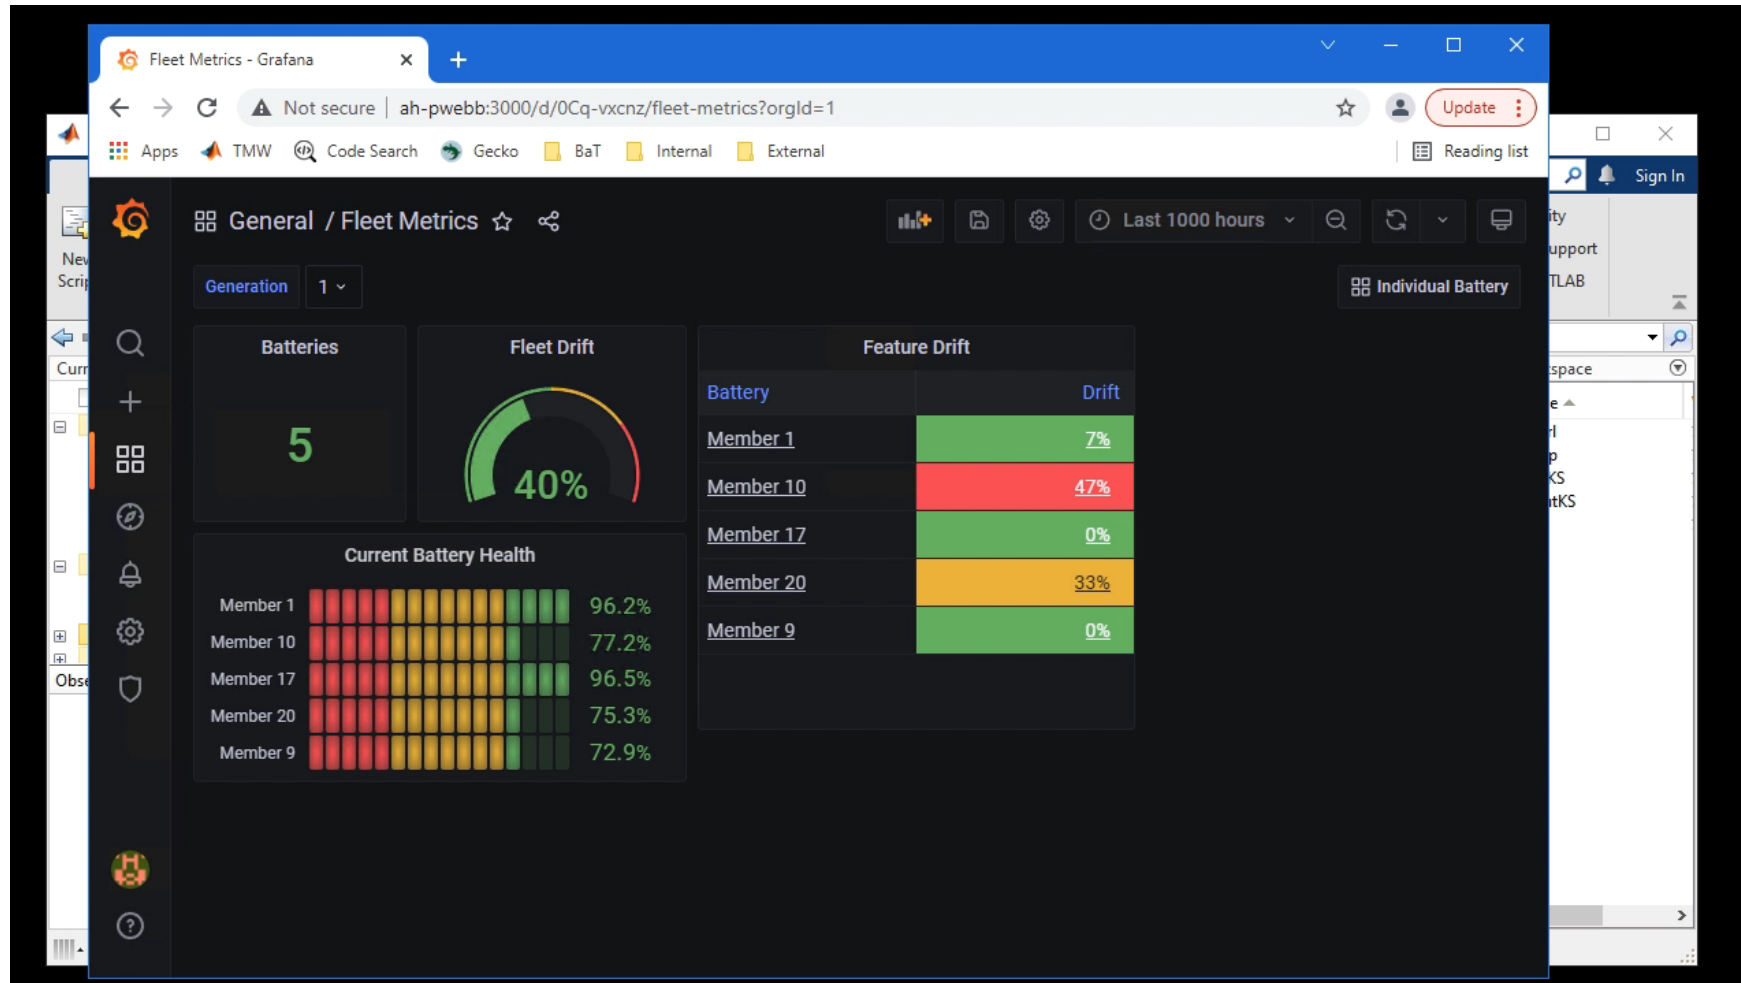 Fleet Metrics - Grafana
Not secure | ah-pwebb:3000/d/0Cq-vxcnz/fleet-metrics?orgId=1
Update
Apps TMW Code Search Gecko BaT Internal External
Reading list
Sign In
General / Fleet Metrics
Last 1000 hours
New
Support
Generation 1
Individual Battery
Batteries
5
Fleet Drift
40%
Feature Drift
Battery Drift
Member 1 7%
Member 10 47%
Member 17 0%
Member 20 33%
Member 9 0%
Current Battery Health
Member 1 96.2%
Member 10 77.2%
Member 17 96.5%
Member 20 75.3%
Member 9 72.9%